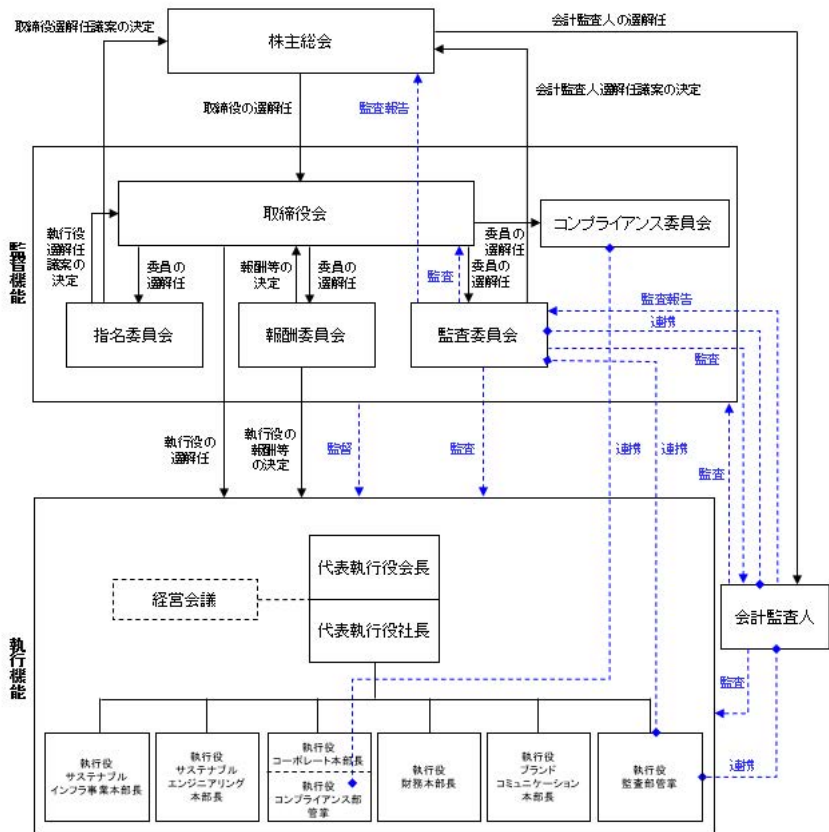 取締役選解任議案の決定
会計監査人の選解任
株主総会
取締役の選解任
監査報告
会計監査人選解任議案の決定
監督機能
取締役会
コンプライアンス委員会
執行役
選解任
議案の
決定
委員の
選解任
報酬等の
決定
委員の
選解任
監査
委員の
選解任
委員の
選解任
指名委員会
報酬委員会
監査委員会
監査報告
連携
監査
執行役の
選解任
執行役の
報酬等
の決定
監督
監査
連携
連携
監査
執行機能
代表執行役会長
経営会議
代表執行役社長
会計監査人
監査
連携
執行役
サステナブル
インフラ事業本部長
執行役
サステナブル
エンジニアリング
本部長
執行役
コーポレート本部長
執行役
コンプライアンス部
管掌
執行役
財務本部長
執行役
ブランド
コミュニケーション
本部長
執行役
監査部管掌